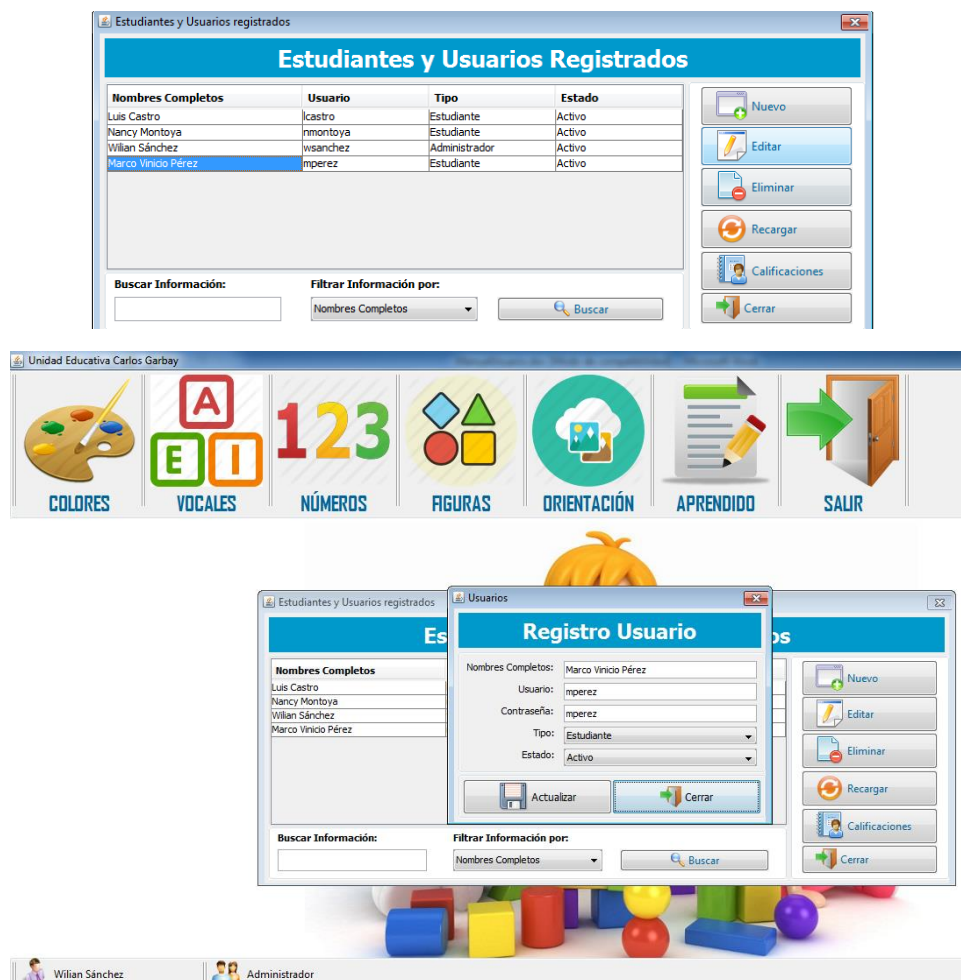 Estudiantes y Usuarios registrados
Estudiantes y Usuarios Registrados
Nombres Completos Usuario Tipo Estado
Luis Castro lcastro Estudiante Activo
Nancy Montoya nmontoya Estudiante Activo
Wilian Sánchez wsanchez Administrador Activo
Marco Vinicio Pérez mperez Estudiante Activo
Nuevo
Editar
Eliminar
Recargar
Calificaciones
Cerrar
Buscar Información: Filtrar Información por:
Nombres Completos Buscar
Unidad Educativa Carlos Garbay
A
E I
123
COLORES VOCALES NÚMEROS FIGURAS ORIENTACIÓN APRENDIDO SALIR
Estudiantes y Usuarios registrados
Es
os
Nombres Completos
Luis Castro
Nancy Montoya
Wilian Sánchez
Marco Vinicio Pérez
Usuarios
Registro Usuario
Nombres Completos: Marco Vinicio Pérez
Usuario: mperez
Contraseña: mperez
Tipo: Estudiante
Estado: Activo
Actualizar Cerrar
Nuevo
Editar
Eliminar
Recargar
Calificaciones
Cerrar
Buscar Información: Filtrar Información por:
Nombres Completos Buscar
Wilian Sánchez Administrador